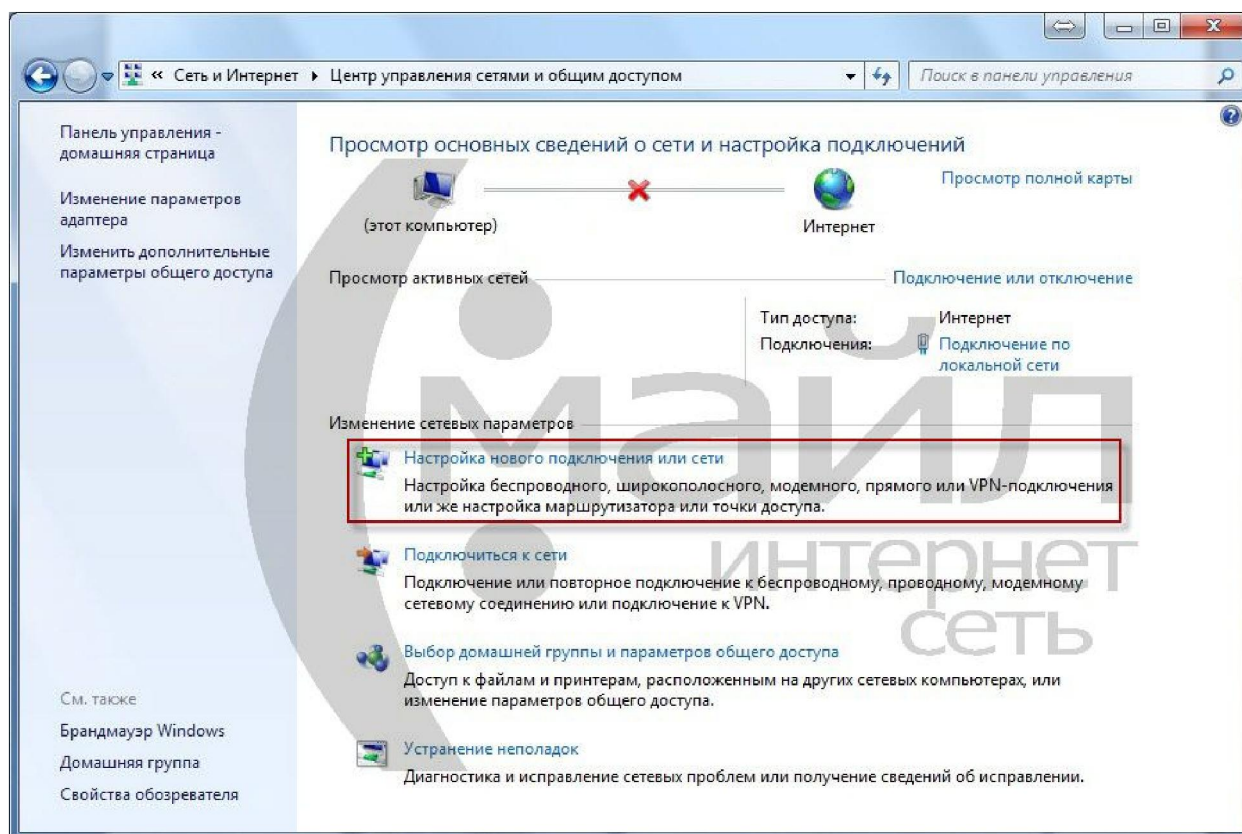 « Сеть и Интернет ▸ Центр управления сетями и общим доступом
Поиск в панели управления
Панель управления -
домашняя страница
Изменение параметров
адаптера
Изменить дополнительные
параметры общего доступа
Просмотр основных сведений о сети и настройка подключений
Просмотр полной карты
(этот компьютер)
Интернет
Просмотр активных сетей
Подключение или отключение
Тип доступа: Интернет
Подключения: Подключение по
локальной сети
Изменение сетевых параметров
Настройка нового подключения или сети
Настройка беспроводного, широкополосного, модемного, прямого или VPN-подключения
или же настройка маршрутизатора или точки доступа.
Подключиться к сети
Подключение или повторное подключение к беспроводному, проводному, модемному
сетевому соединению или подключение к VPN.
Выбор домашней группы и параметров общего доступа
Доступ к файлам и принтерам, расположенным на других сетевых компьютерах, или
изменение параметров общего доступа.
Устранение неполадок
Диагностика и исправление сетевых проблем или получение сведений об исправлении.
См. также
Брандмауэр Windows
Домашняя группа
Свойства обозревателя
майл
интернет
сеть